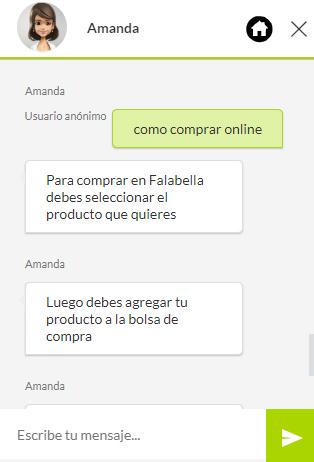 Amanda
Amanda
Usuario anónimo
como comprar online
Para comprar en Falabella
debes seleccionar el
producto que quieres
Amanda
Luego debes agregar tu
producto a la bolsa de
compra
Amanda
Escribe tu mensaje...